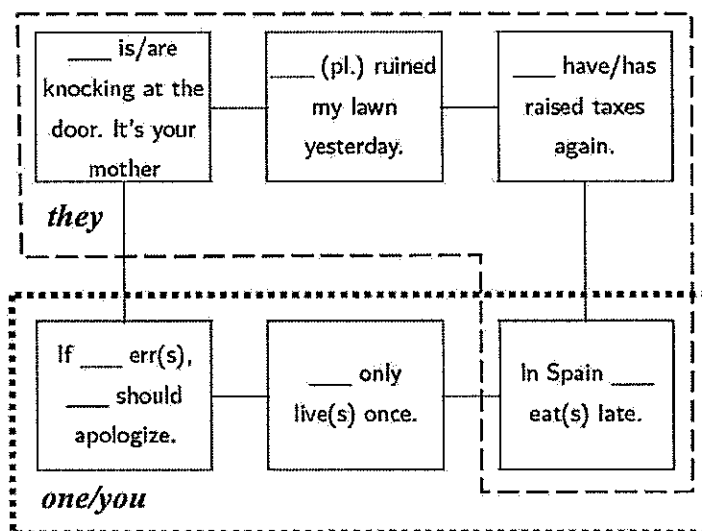 ___ is/are
knocking at the
door. It's your
mother
___ (pl.) ruined
my lawn
yesterday.
___ have/has
raised taxes
again.
they
If ___ err(s),
___ should
apologize.
___ only
live(s) once.
In Spain ___
eat(s) late.
one/you